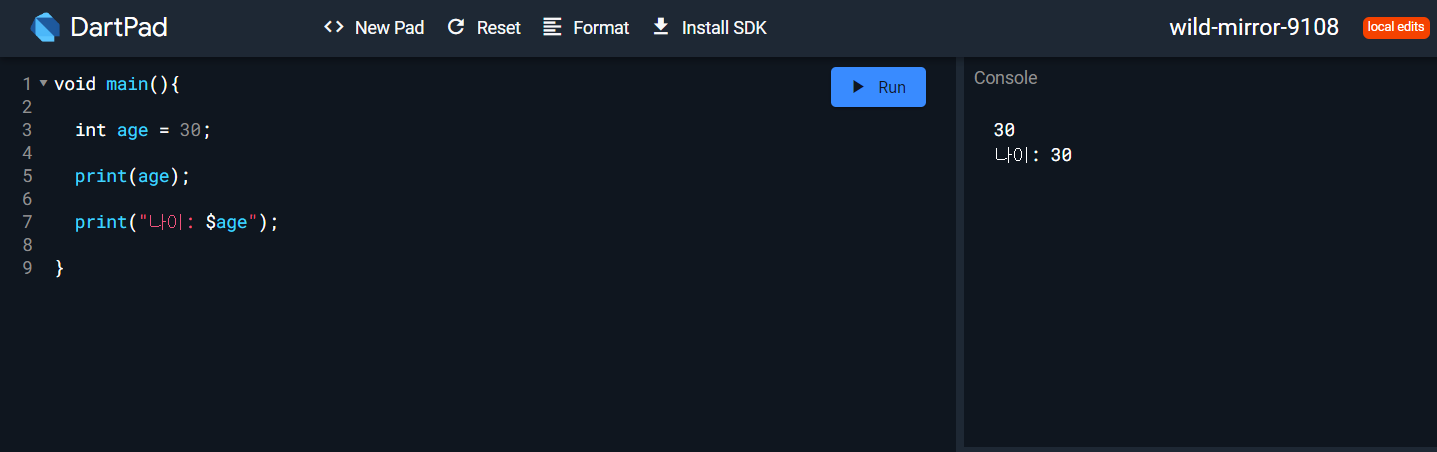 DartPad
<> New Pad
Reset
Format
Install SDK
wild-mirror-9108
local edits
1 void main(){
2
3 int age = 30;
4
5 print(age);
6
7 print("나이: $age");
8
9 }
Run
Console
30
나이: 30